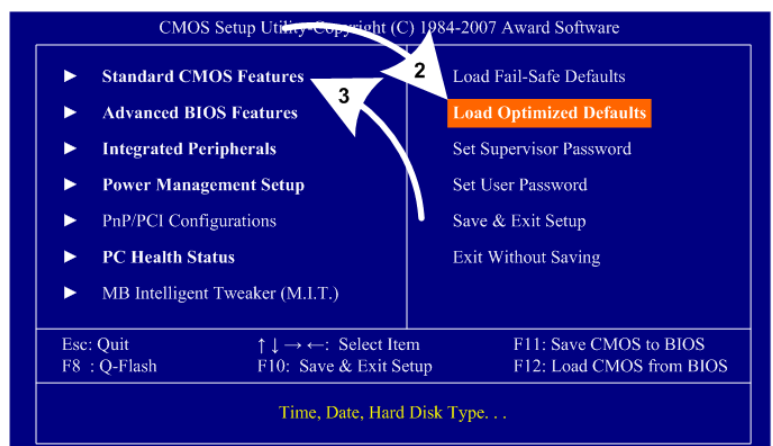 CMOS Setup Utility-Copyright (C) 1984-2007 Award Software
2
3
► Standard CMOS Features
► Advanced BIOS Features
► Integrated Peripherals
► Power Management Setup
► PnP/PCI Configurations
► PC Health Status
► MB Intelligent Tweaker (M.I.T.)
Load Fail-Safe Defaults
Load Optimized Defaults
Set Supervisor Password
Set User Password
Save & Exit Setup
Exit Without Saving
Esc: Quit ↑↓→←: Select Item F11: Save CMOS to BIOS
F8 : Q-Flash F10: Save & Exit Setup F12: Load CMOS from BIOS
Time, Date, Hard Disk Type. . .